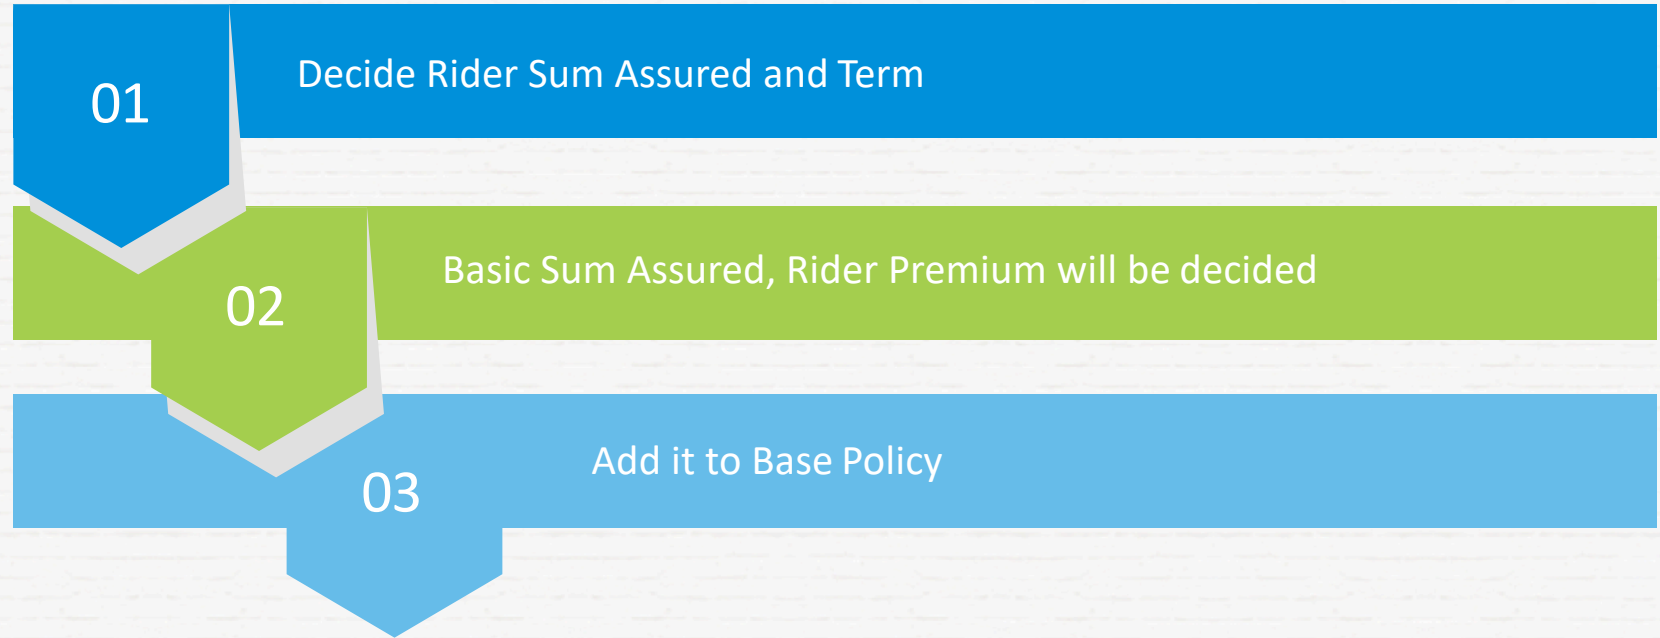 01
Decide Rider Sum Assured and Term
02
Basic Sum Assured, Rider Premium will be decided
03
Add it to Base Policy